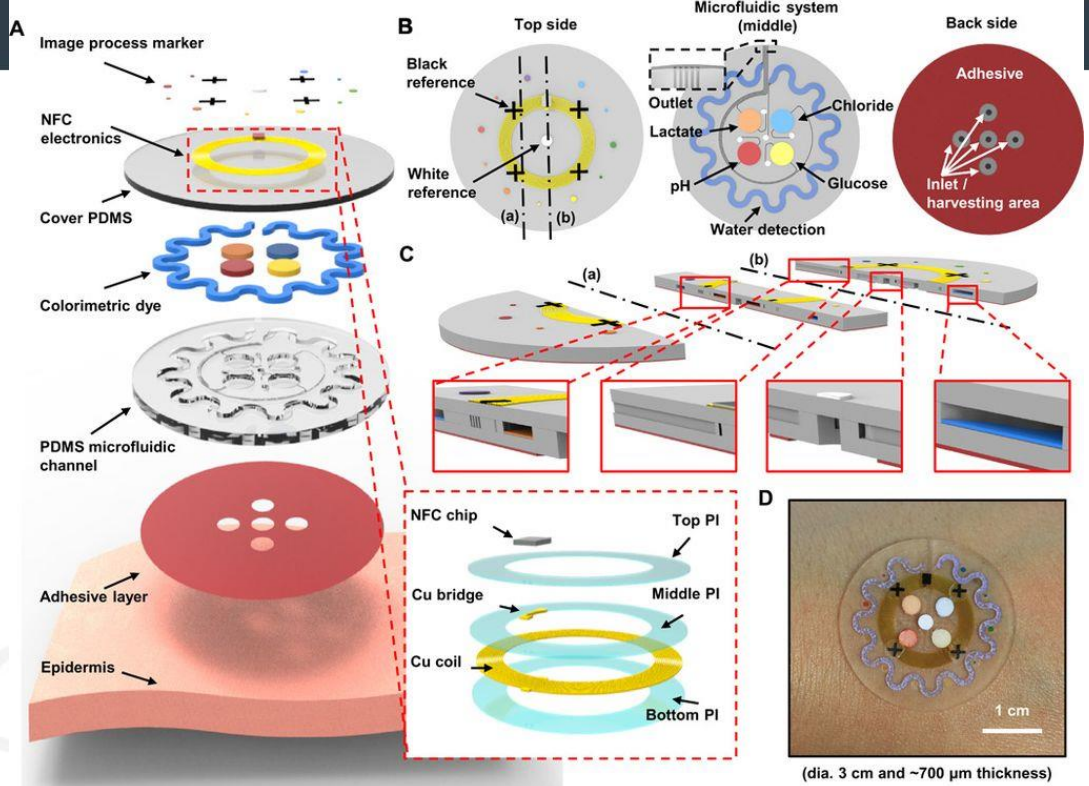 A
Image process marker
NFC
electronics
Cover PDMS
Colorimetric dye
PDMS microfluidic
channel
Adhesive layer
Epidermis
B
Top side
Black
reference
White
reference
(a)
(b)
Microfluidic system
(middle)
Outlet
Lactate
Chloride
pH
Glucose
Water detection
Back side
Adhesive
Inlet /
harvesting area
C
(a)
(b)
NFC chip
Top PI
Cu bridge
Middle PI
Cu coil
Bottom PI
D
1 cm
(dia. 3 cm and ~700 μm thickness)